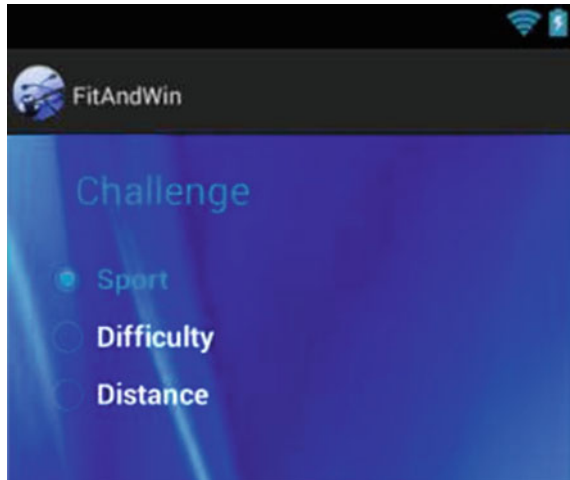 FitAndWin
Challenge
Sport
Difficulty
Distance